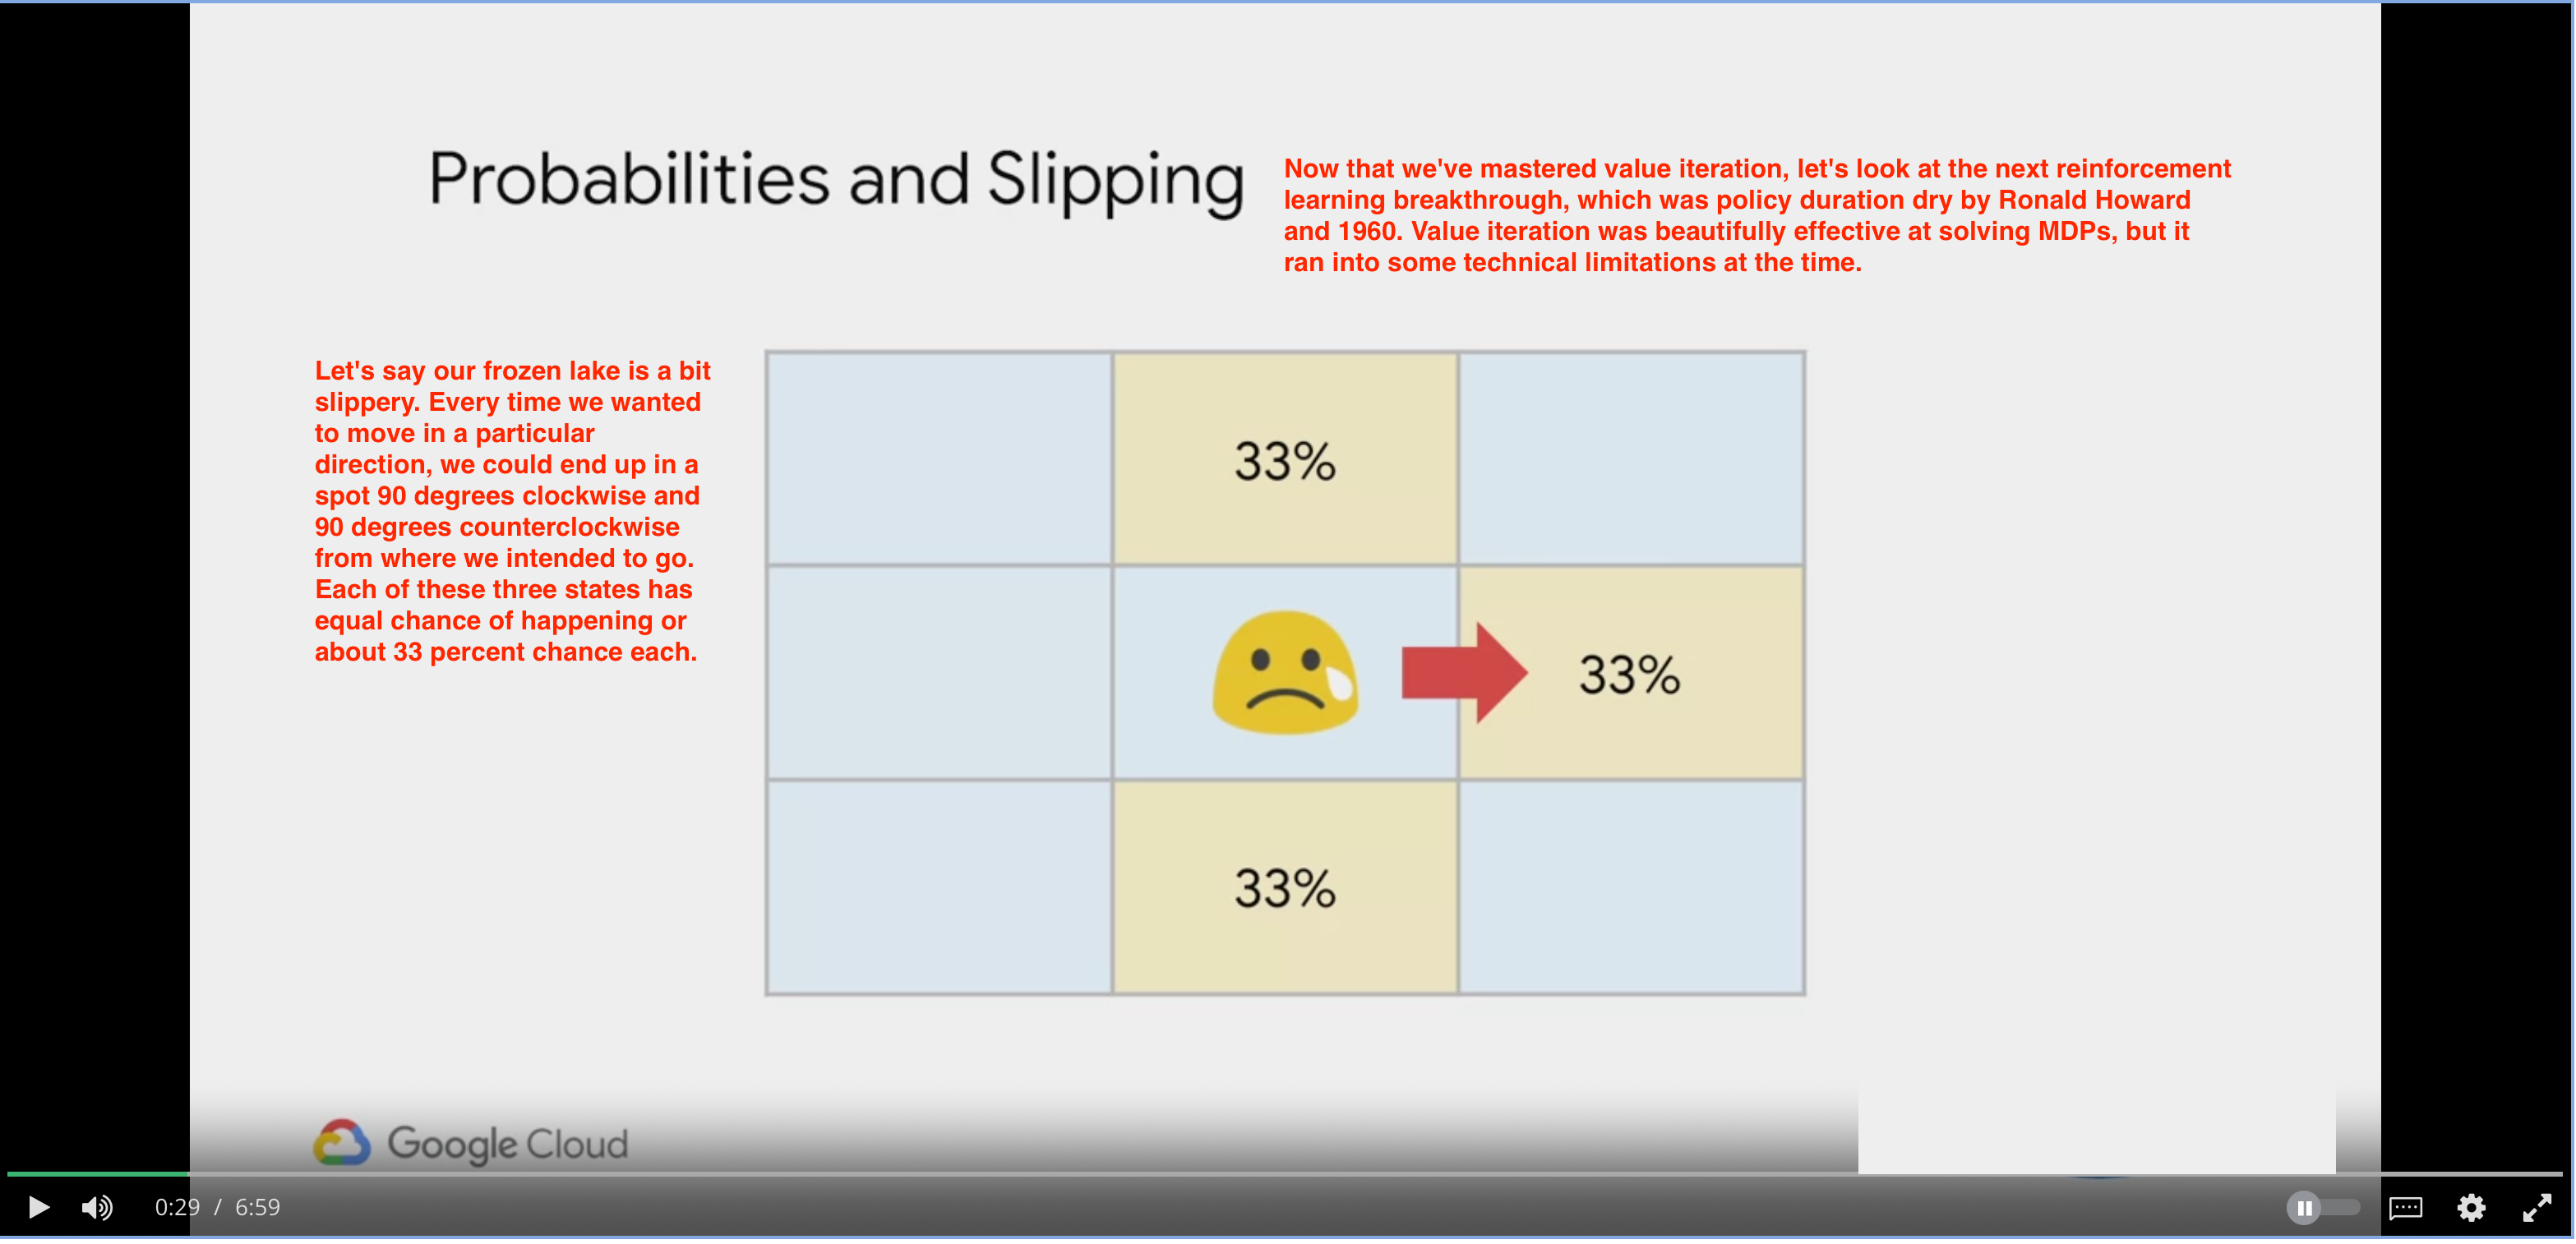 Probabilities and Slipping
Now that we've mastered value iteration, let's look at the next reinforcement
learning breakthrough, which was policy duration dry by Ronald Howard
and 1960. Value iteration was beautifully effective at solving MDPs, but it
ran into some technical limitations at the time.
Let's say our frozen lake is a bit
slippery. Every time we wanted
to move in a particular
direction, we could end up in a
spot 90 degrees clockwise and
90 degrees counterclockwise
from where we intended to go.
Each of these three states has
equal chance of happening or
about 33 percent chance each.
33%
33%
33%
Google Cloud
0:29 / 6:59